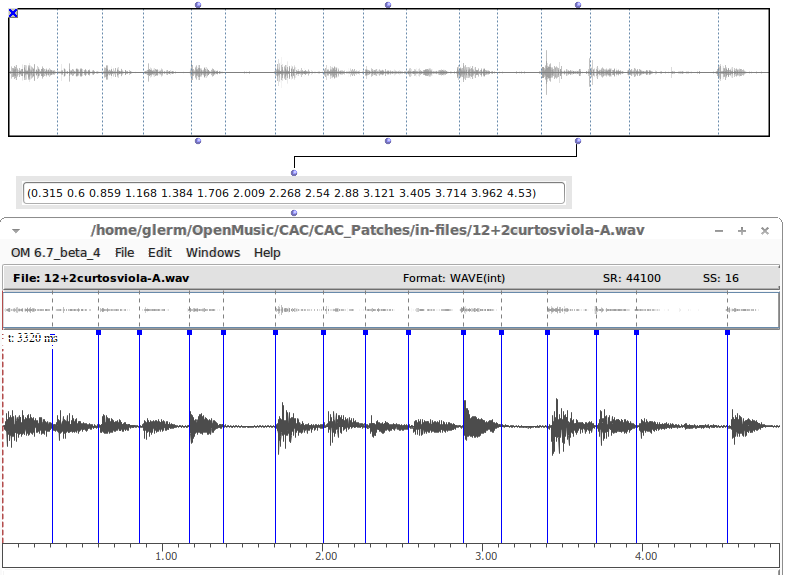 (0.315 0.6 0.859 1.168 1.384 1.706 2.009 2.268 2.54 2.88 3.121 3.405 3.714 3.962 4.53)
/home/glerm/OpenMusic/CAC/CAC_Patches/in-files/12+2curtosviola-A.wav
OM 6.7_beta_4 File Edit Windows Help
File: 12+2curtosviola-A.wav Format: WAVE(int) SR: 44100 SS: 16
t: 3320 ms
1.00 2.00 3.00 4.00